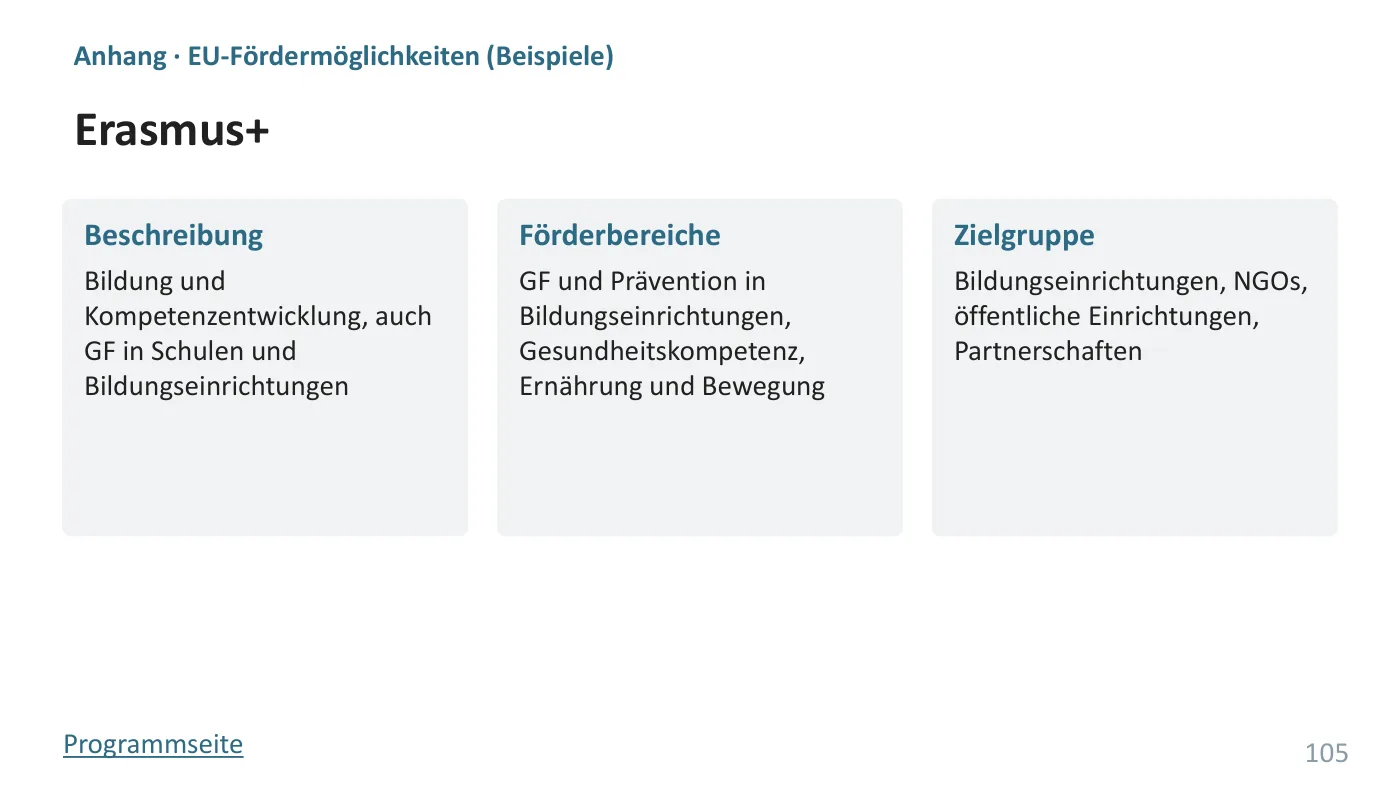 Anhang · EU-Fördermöglichkeiten (Beispiele)
Erasmus+
Beschreibung
Bildung und
Kompetenzentwicklung, auch
GF in Schulen und
Bildungseinrichtungen
Förderbereiche
GF und Prävention in
Bildungseinrichtungen,
Gesundheitskompetenz,
Ernährung und Bewegung
Zielgruppe
Bildungseinrichtungen, NGOs,
öffentliche Einrichtungen,
Partnerschaften
Programmseite
105